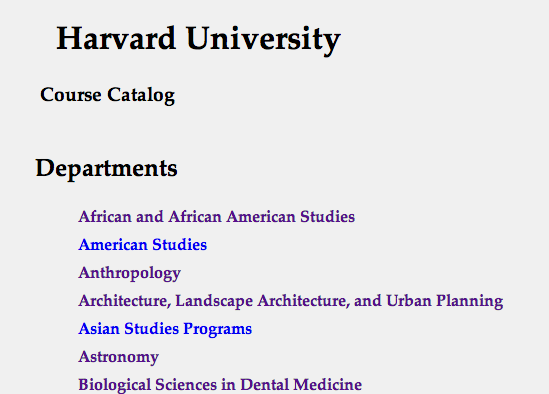 Harvard University
Course Catalog
Departments
African and African American Studies
American Studies
Anthropology
Architecture, Landscape Architecture, and Urban Planning
Asian Studies Programs
Astronomy
Biological Sciences in Dental Medicine